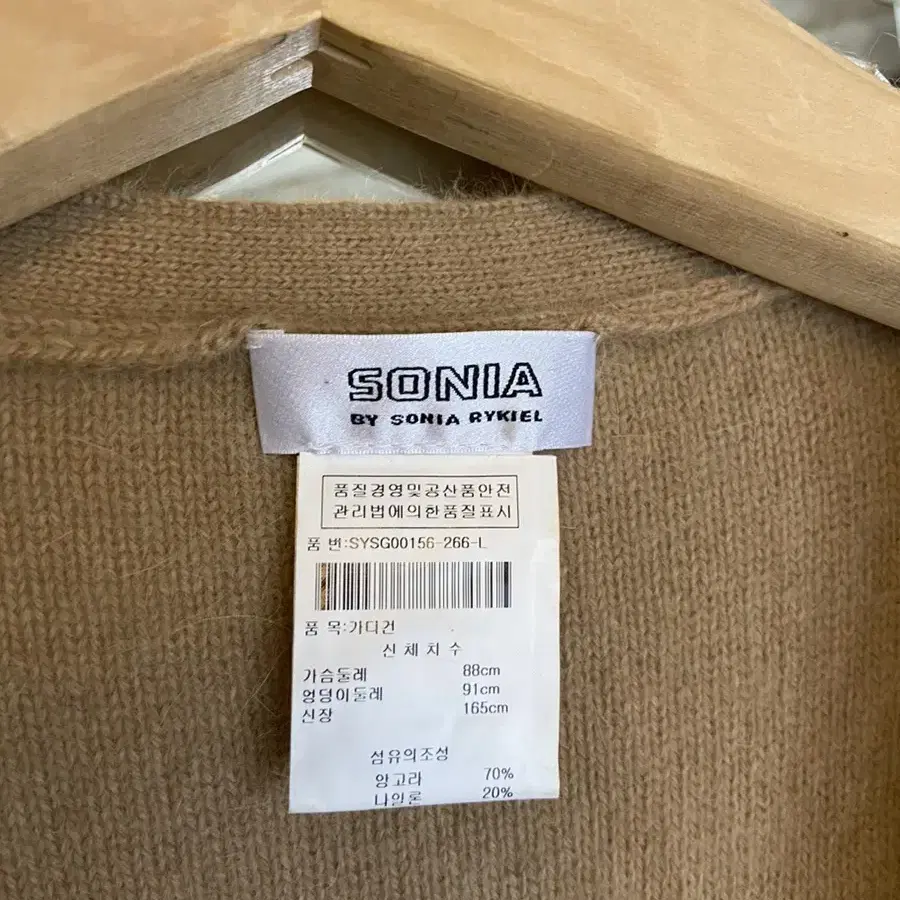 SONIA
BY SONIA RYKIEL
품질경영및공산품안전
관리법에의한품질표시
품 번:SYSG00156-266-L
품 목:가디건
신체치수
가슴둘레 88cm
엉덩이둘레 91cm
신장 165cm
섬유의조성
앙고라 70%
나일론 20%